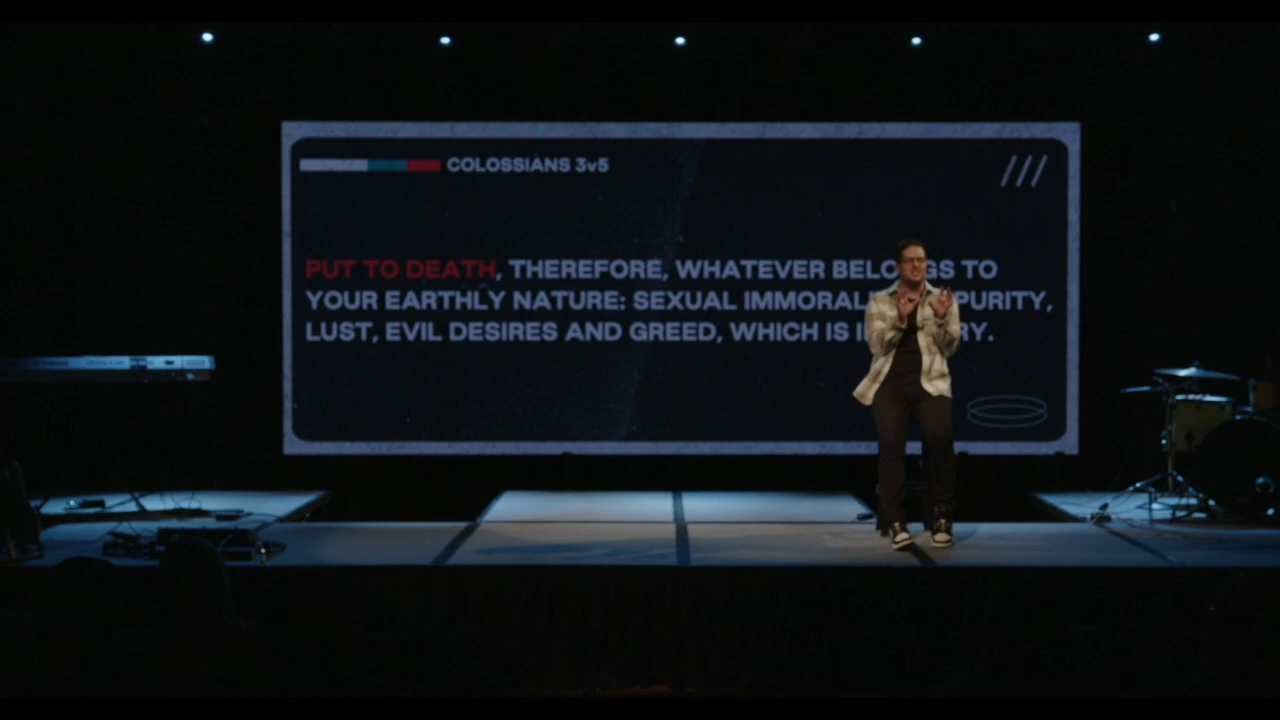 COLOSSIANS 3v5
PUT TO DEATH, THEREFORE, WHATEVER TO
YOUR EARTHLY NATURE: SEXUAL
LUST, EVIL DESIRES AND GREED, WHICH IS